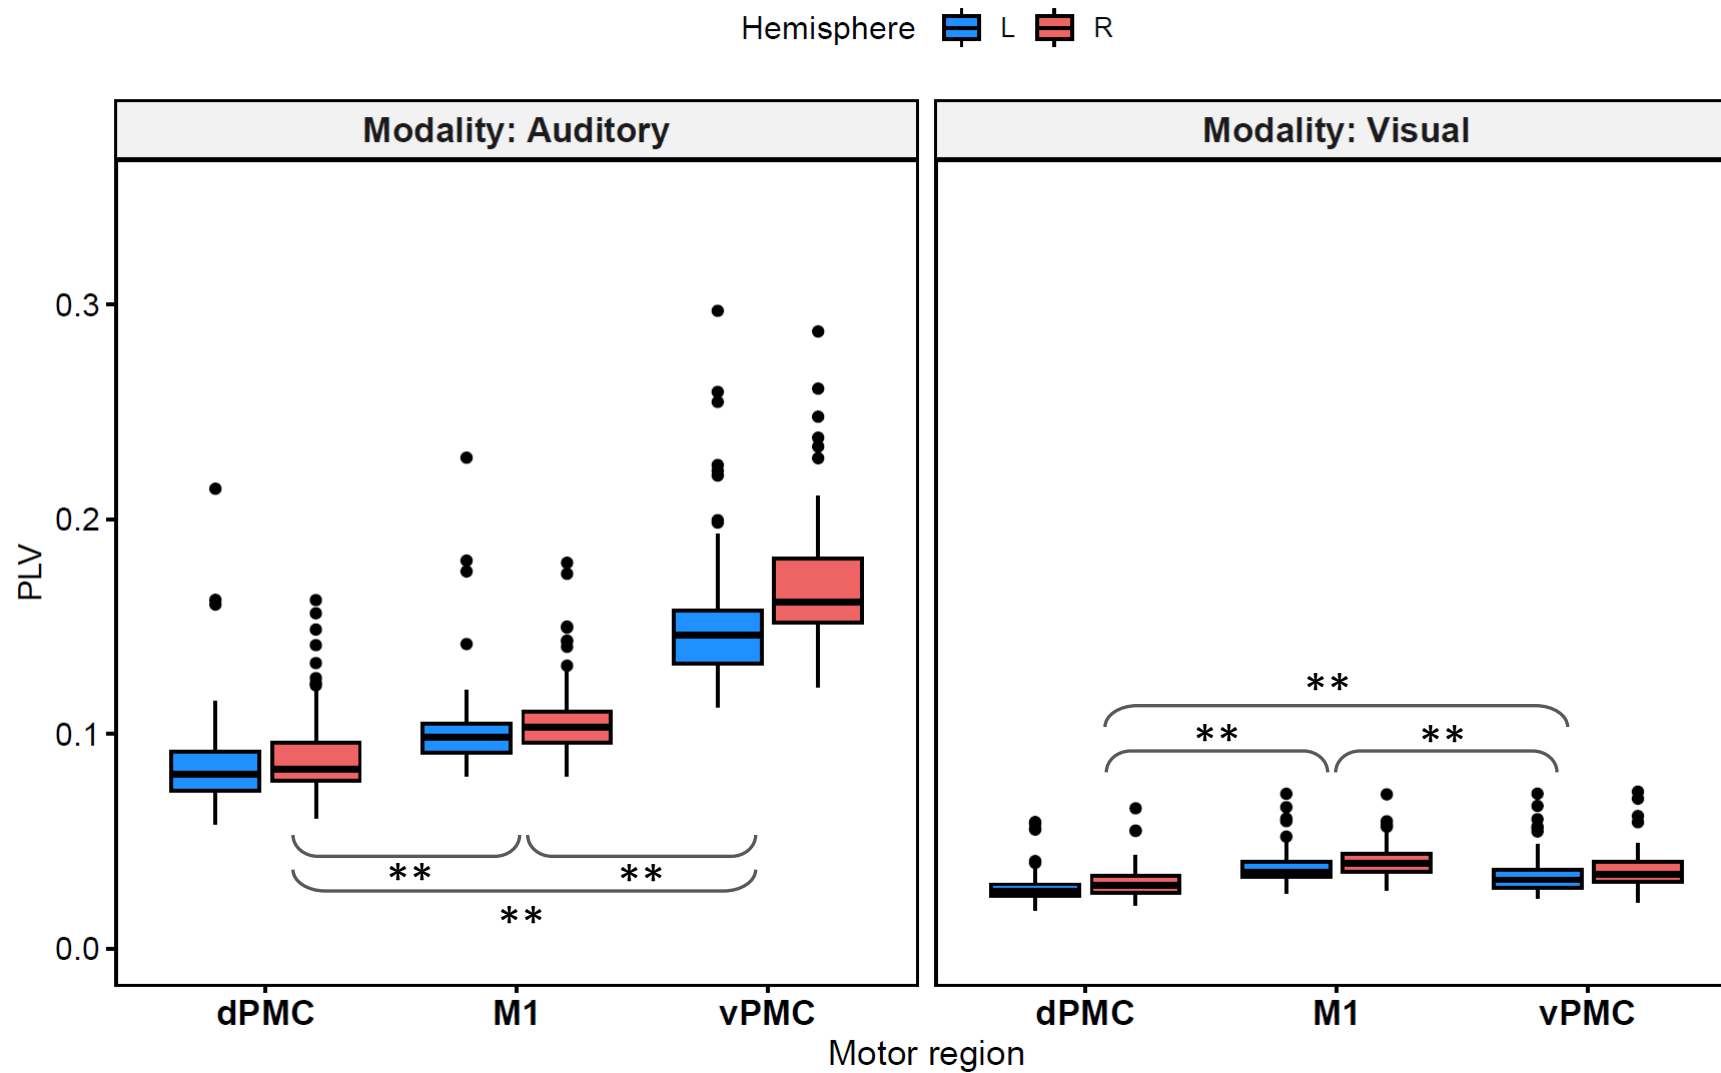 Hemisphere L R
Modality: Auditory
Modality: Visual
PLV
0.3
0.2
0.1
0.0
**
** **
** **
**
dPMC M1 vPMC
dPMC M1 vPMC
Motor region